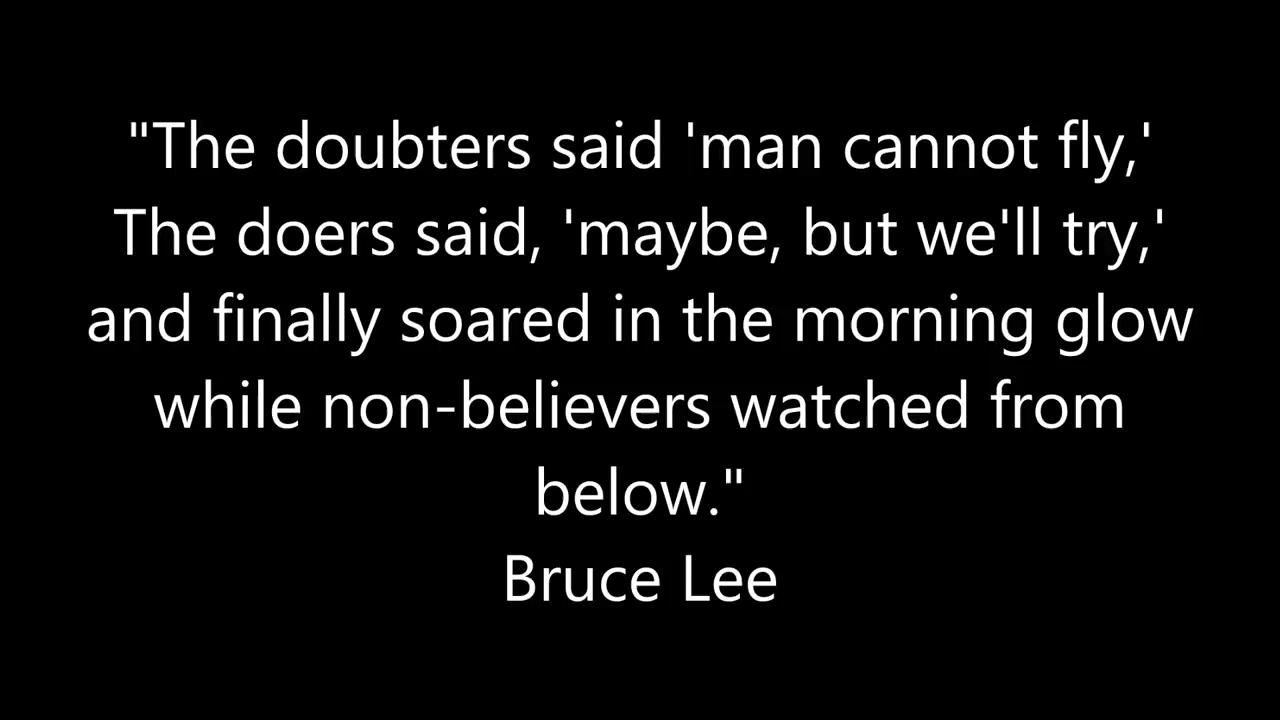 "The doubters said 'man cannot fly,'
The doers said, 'maybe, but we'll try,'
and finally soared in the morning glow
while non-believers watched from
below."
Bruce Lee